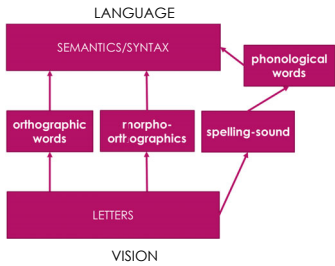 LANGUAGE
SEMANTICS/SYNTAX
phonological
words
orthographic
words
morpho-
orthographics
spelling-sound
LETTERS
VISION